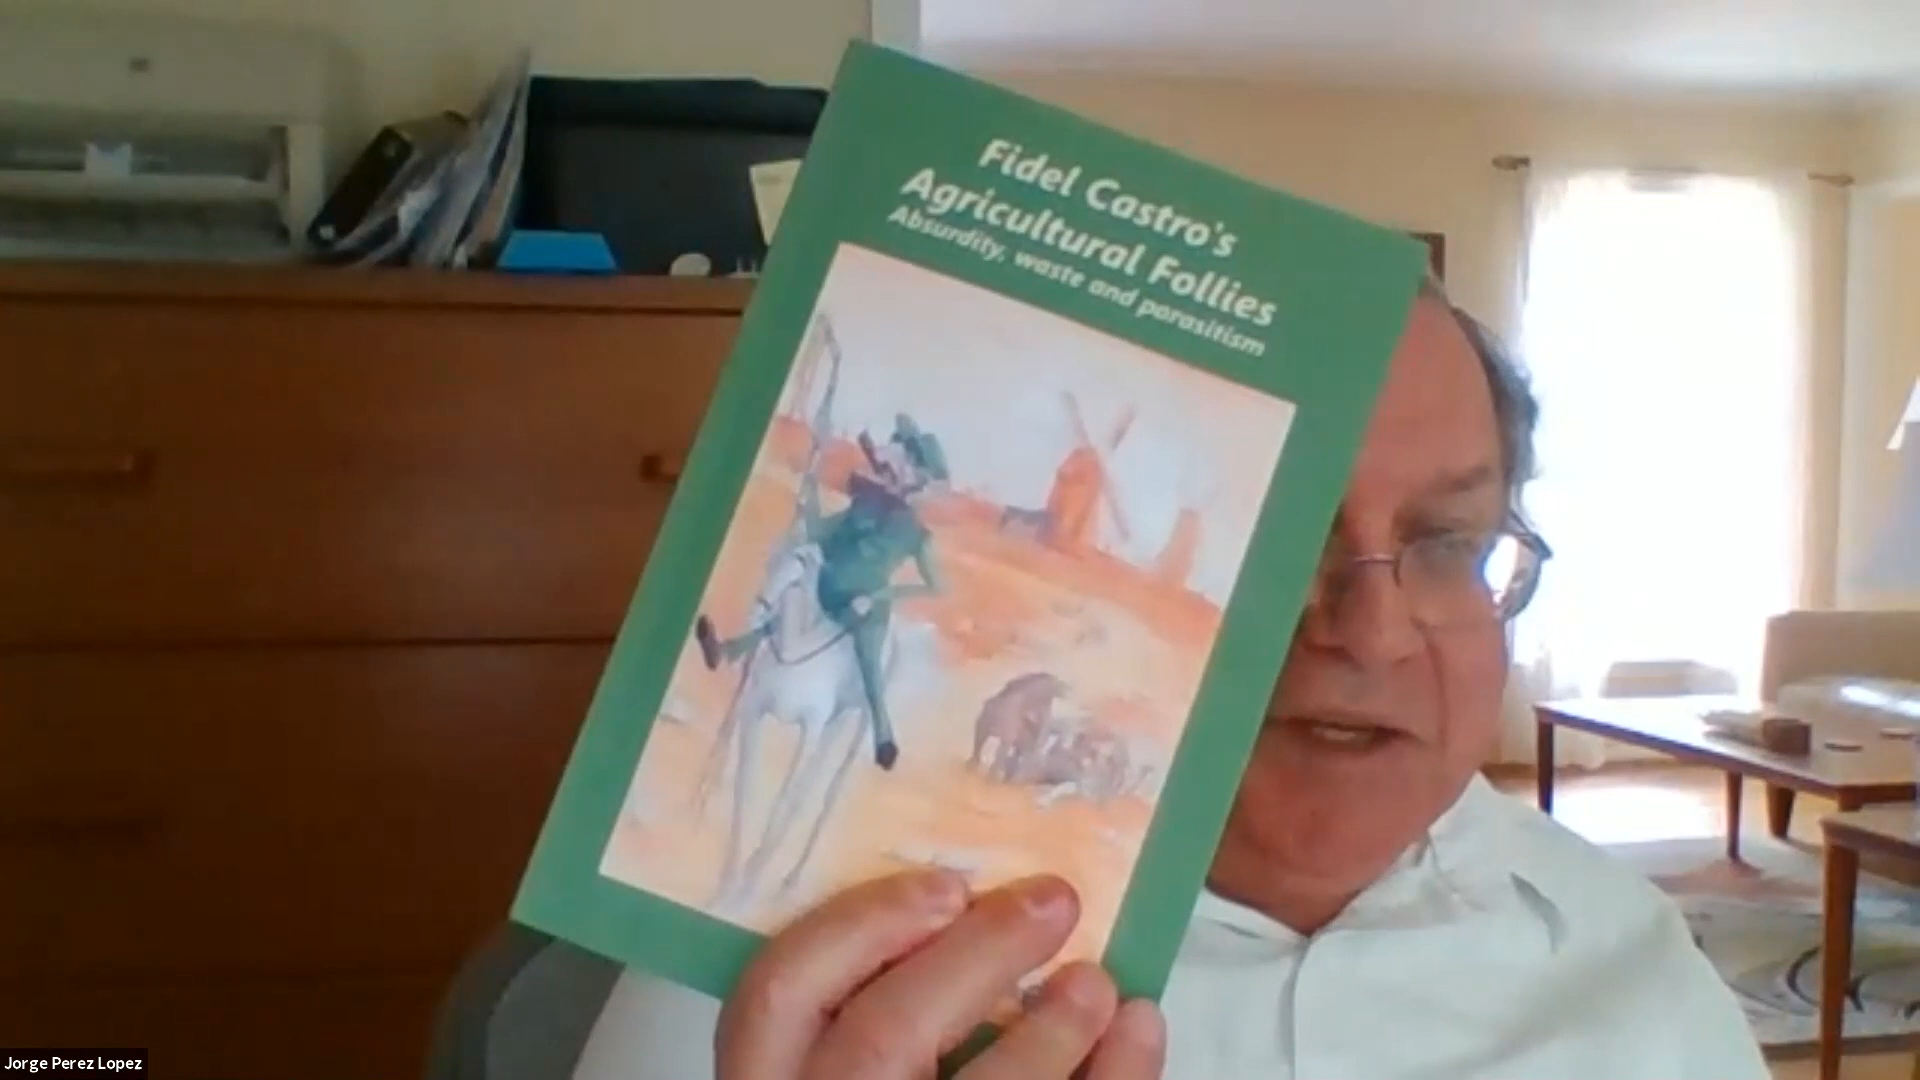 Fidel Castro's
Agricultural Follies
Absurdity, waste and parasitism
Jorge Perez Lopez